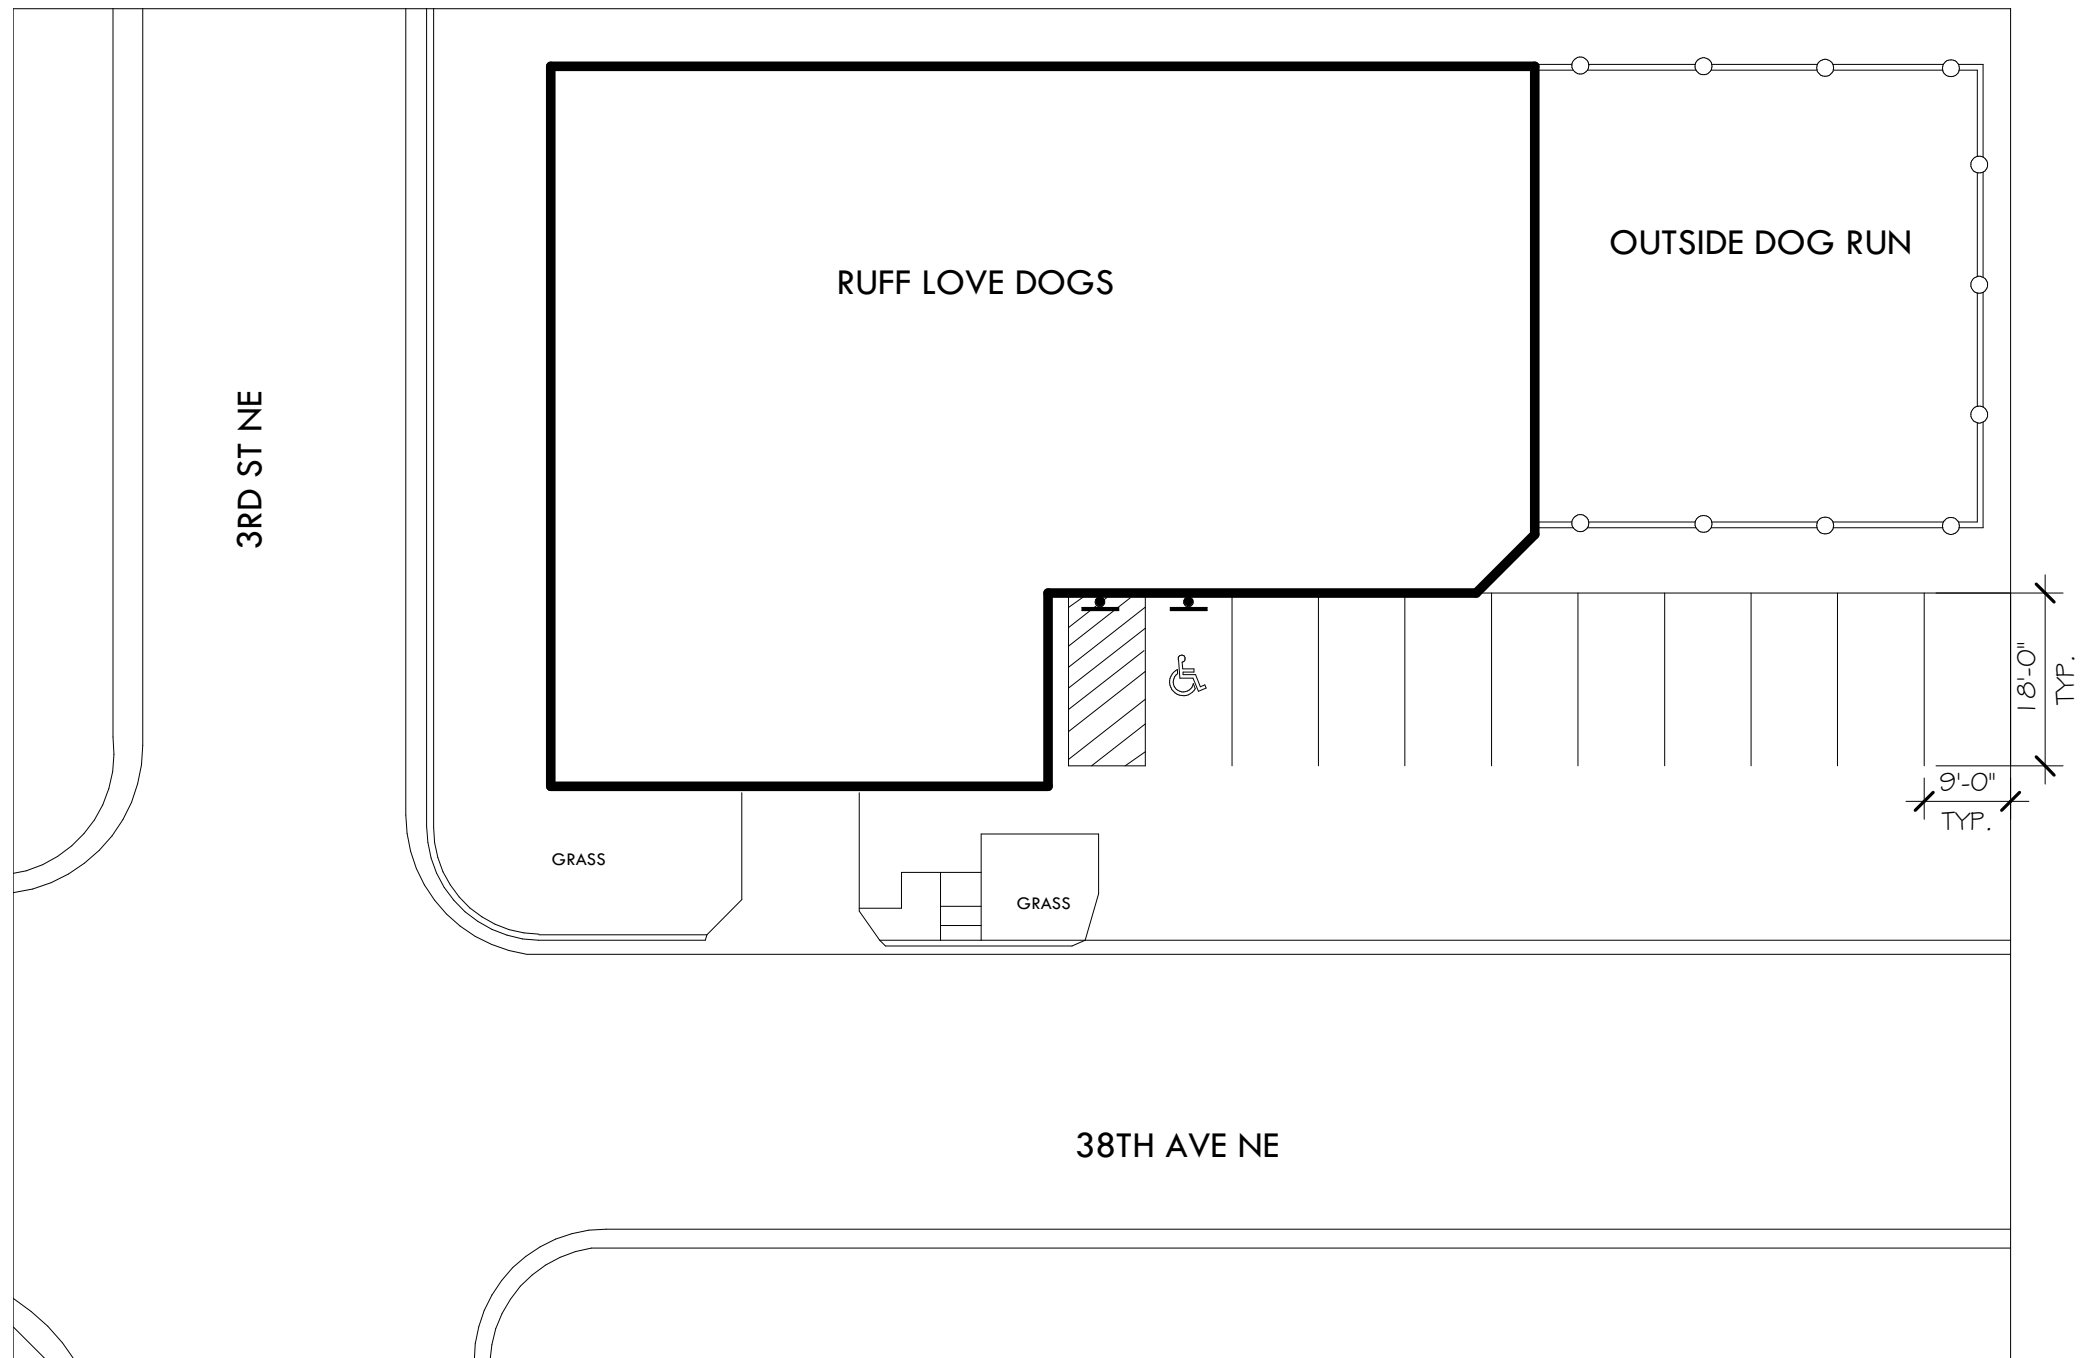 OUTSIDE DOG RUN
RUFF LOVE DOGS
3RD ST NE
18'-0"
TYP.
9'-0"
TYP.
GRASS
GRASS
38TH AVE NE